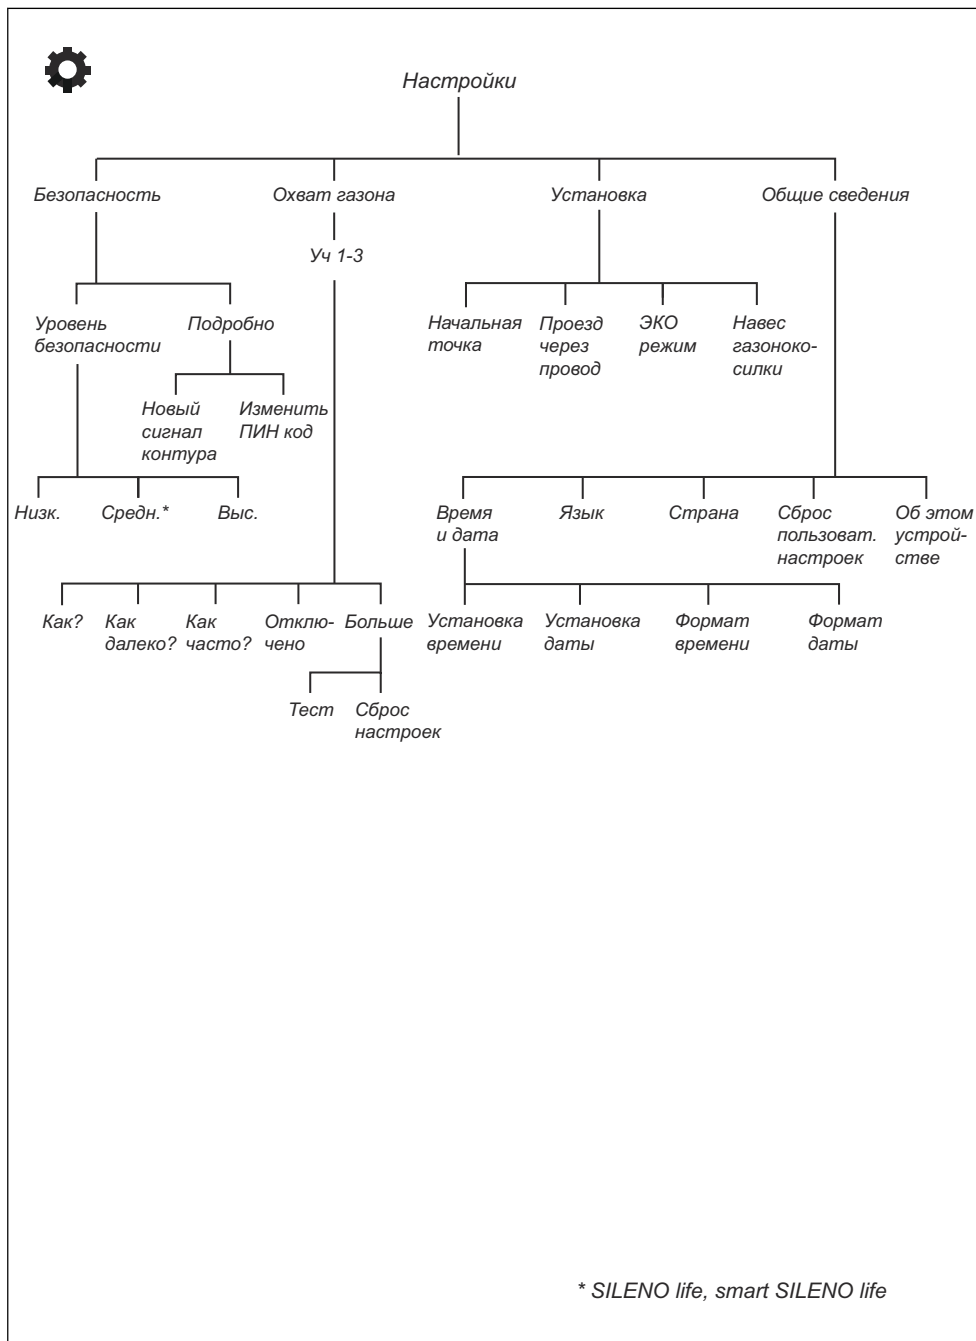 Настройки
Безопасность
Охват газона
Установка
Общие сведения
Уч 1-3
Уровень
безопасности
Подробно
Начальная
точка
Проезд
через
провод
ЭКО
режим
Навес
газоноко-
силки
Новый
сигнал
контура
Изменить
ПИН код
Низк.
Средн.*
Выс.
Время
и дата
Язык
Страна
Сброс
пользоват.
настроек
Об этом
устрой-
стве
Как?
Как
далеко?
Как
часто?
Отклю-
чено
Больше
Установка
времени
Установка
даты
Формат
времени
Формат
даты
Тест
Сброс
настроек
* SILENO life, smart SILENO life